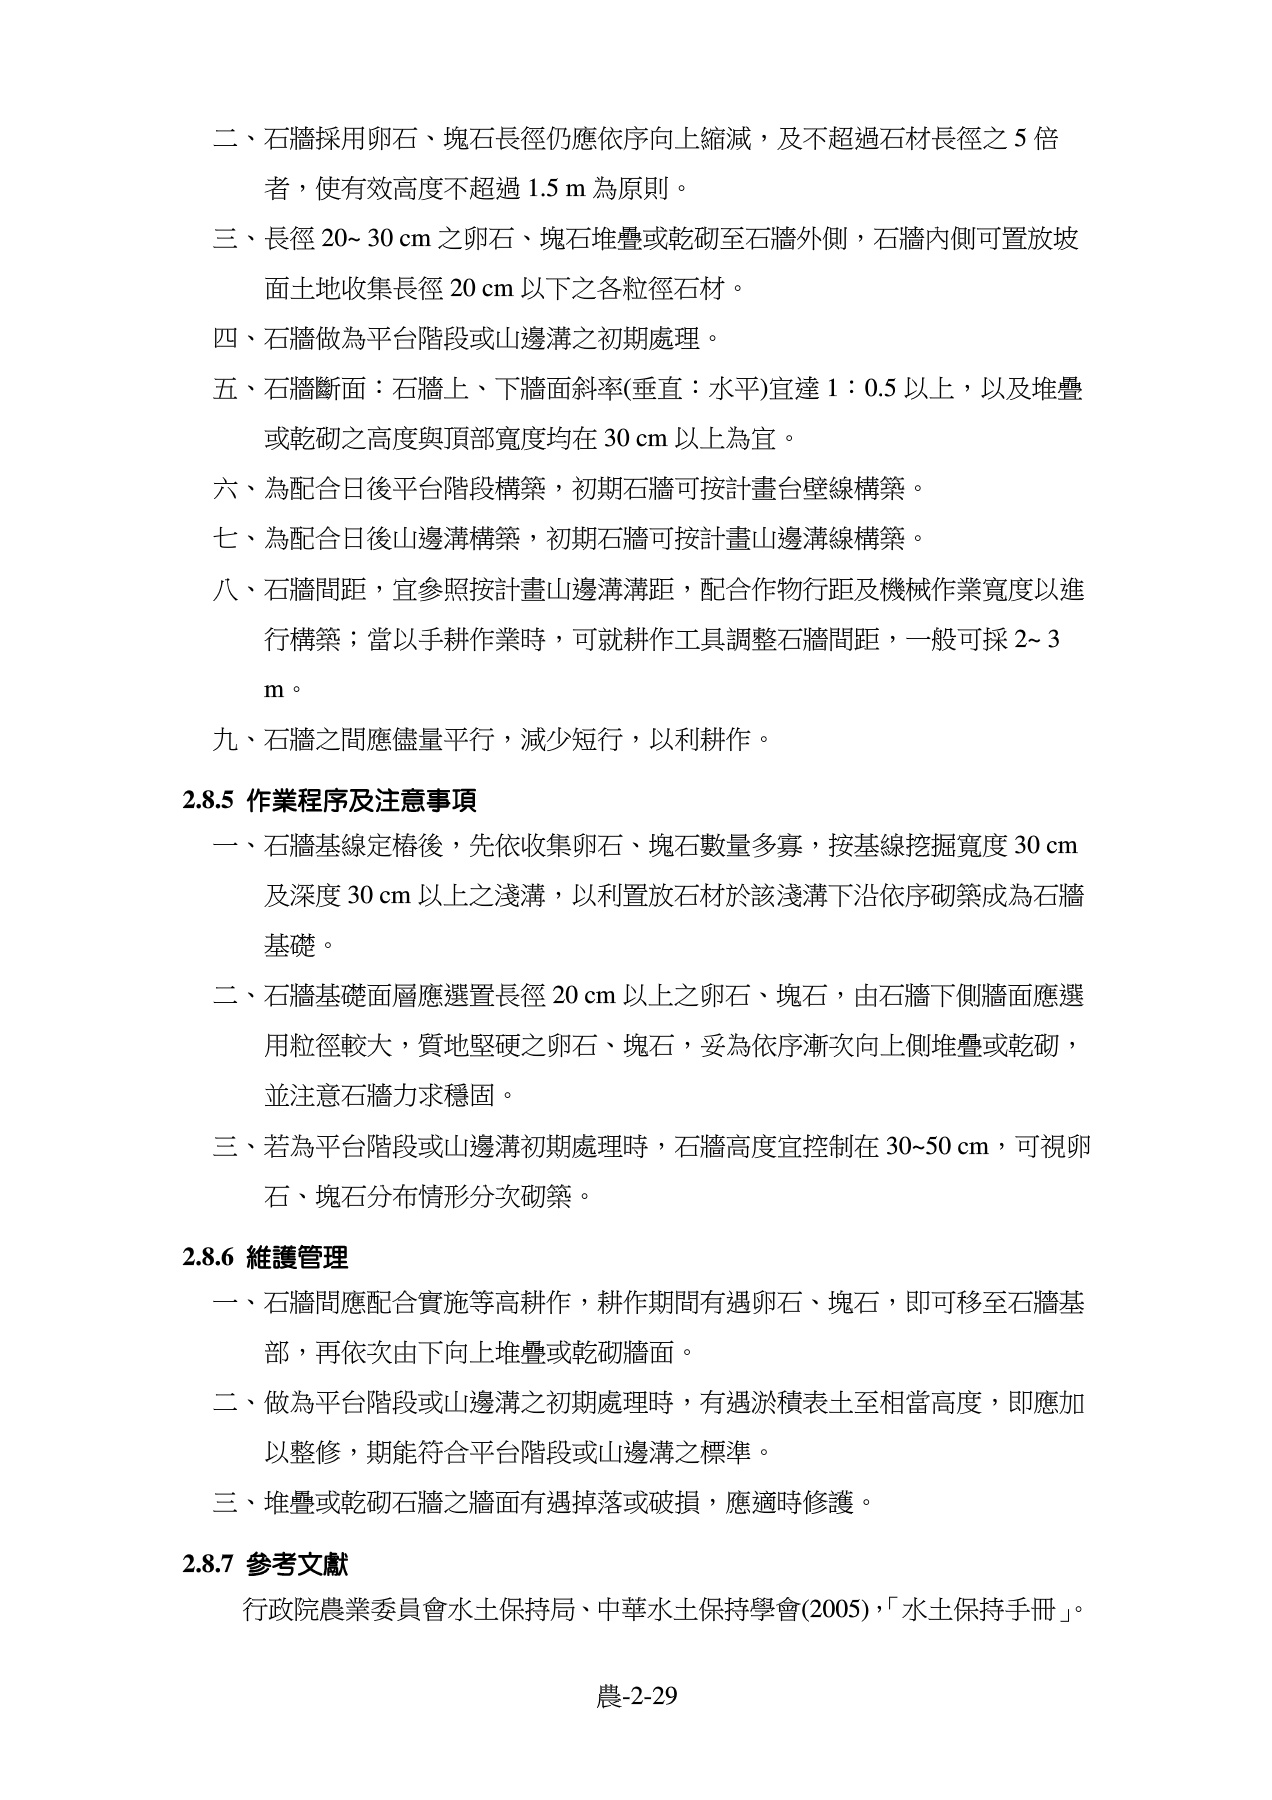 二、石牆採用卵石、塊石長徑仍應依序向上縮減，及不超過石材長徑之 5 倍
者，使有效高度不超過 1.5 m 為原則。
三、長徑 20~ 30 cm 之卵石、塊石堆疊或乾砌至石牆外側，石牆內側可置放坡
面土地收集長徑 20 cm 以下之各粒徑石材。
四、石牆做為平台階段或山邊溝之初期處理。
五、石牆斷面：石牆上、下牆面斜率(垂直：水平)宜達 1：0.5 以上，以及堆疊
或乾砌之高度與頂部寬度均在 30 cm 以上為宜。
六、為配合日後平台階段構築，初期石牆可按計畫台壁線構築。
七、為配合日後山邊溝構築，初期石牆可按計畫山邊溝線構築。
八、石牆間距，宜參照按計畫山邊溝溝距，配合作物行距及機械作業寬度以進
行構築；當以手耕作業時，可就耕作工具調整石牆間距，一般可採 2~ 3
m。
九、石牆之間應儘量平行，減少短行，以利耕作。
2.8.5 作業程序及注意事項
一、石牆基線定樁後，先依收集卵石、塊石數量多寡，按基線挖掘寬度 30 cm
及深度 30 cm 以上之淺溝，以利置放石材於該淺溝下沿依序砌築成為石牆
基礎。
二、石牆基礎面層應選置長徑 20 cm 以上之卵石、塊石，由石牆下側牆面應選
用粒徑較大，質地堅硬之卵石、塊石，妥為依序漸次向上側堆疊或乾砌，
並注意石牆力求穩固。
三、若為平台階段或山邊溝初期處理時，石牆高度宜控制在 30~50 cm，可視卵
石、塊石分布情形分次砌築。
2.8.6 維護管理
一、石牆間應配合實施等高耕作，耕作期間有遇卵石、塊石，即可移至石牆基
部，再依次由下向上堆疊或乾砌牆面。
二、做為平台階段或山邊溝之初期處理時，有遇淤積表土至相當高度，即應加
以整修，期能符合平台階段或山邊溝之標準。
三、堆疊或乾砌石牆之牆面有遇掉落或破損，應適時修護。
2.8.7 參考文獻
行政院農業委員會水土保持局、中華水土保持學會(2005)，「水土保持手冊」。
農-2-29